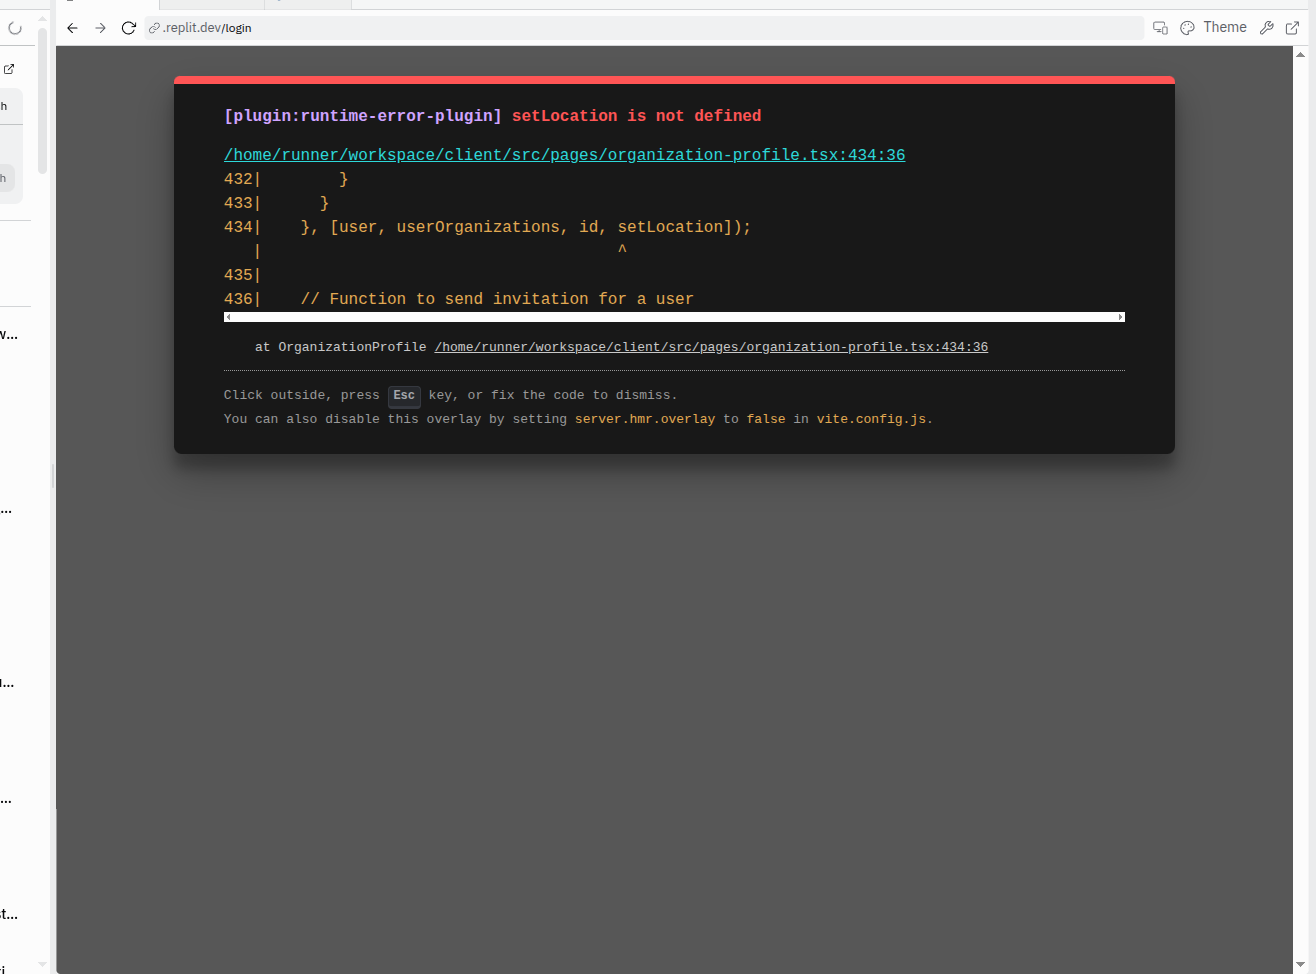 .replit.dev/login
Theme
h
[plugin:runtime-error-plugin] setLocation is not defined
/home/runner/workspace/client/src/pages/organization-profile.tsx:434:36
432|        }
h
433|      }
434|    }, [user, userOrganizations, id, setLocation]);
   |                                     ^
435|
436|    // Function to send invitation for a user
w...
at OrganizationProfile /home/runner/workspace/client/src/pages/organization-profile.tsx:434:36
Click outside, press Esc key, or fix the code to dismiss.
You can also disable this overlay by setting server.hmr.overlay to false in vite.config.js.
...
...
...
st...